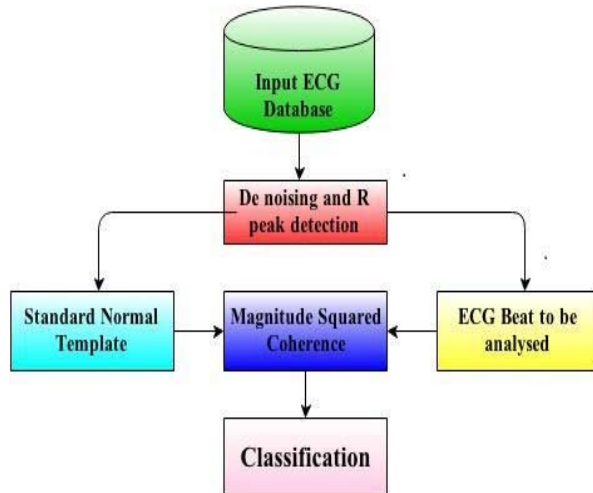 Input ECG
Database
De noising and R
peak detection
Standard Normal
Template
Magnitude Squared
Coherence
ECG Beat to be
analysed
Classification